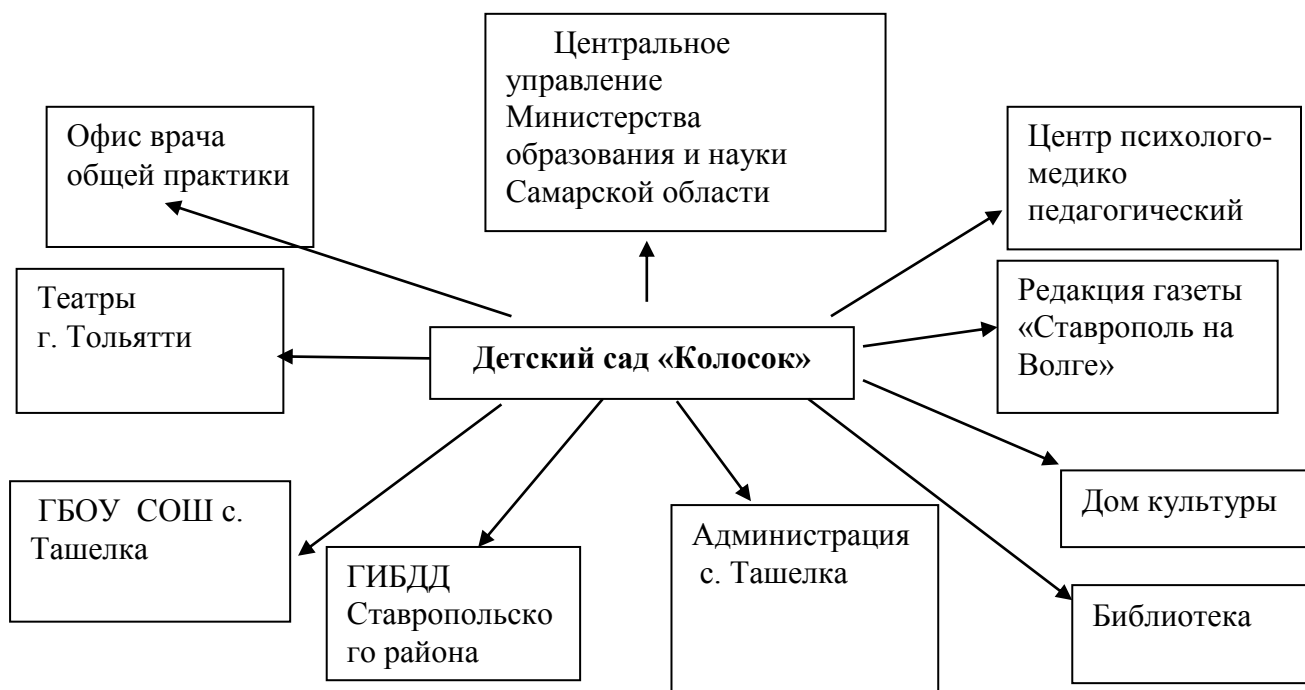 Центральное
управление
Министерства
образования и науки
Самарской области
Офис врача
общей практики
Центр психолого-
медико
педагогический
Театры
г. Тольятти
Редакция газеты
«Ставрополь на
Волге»
Детский сад «Колосок»
ГБОУ СОШ с.
Ташелка
ГИБДД
Ставропольско
го района
Администрация
с. Ташелка
Дом культуры
Библиотека